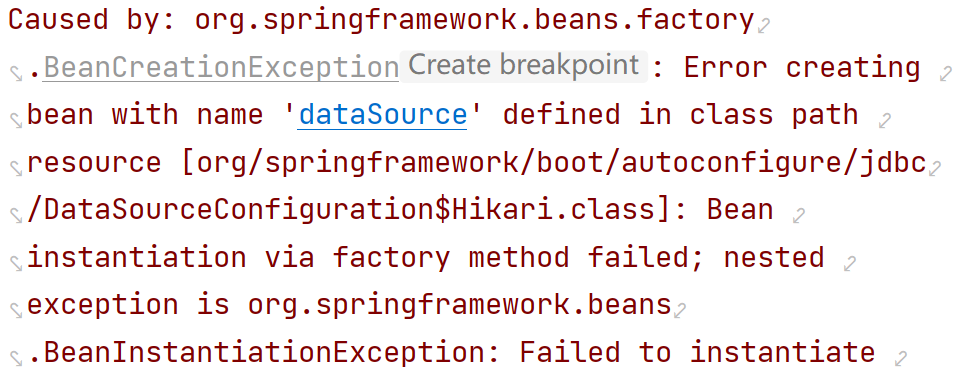 Caused by: org.springframework.beans.factory
.BeanCreationException Create breakpoint : Error creating
bean with name 'dataSource' defined in class path
resource [org/springframework/boot/autoconfigure/jdbc
/DataSourceConfiguration$Hikari.class]: Bean
instantiation via factory method failed; nested
exception is org.springframework.beans
.BeanInstantiationException: Failed to instantiate